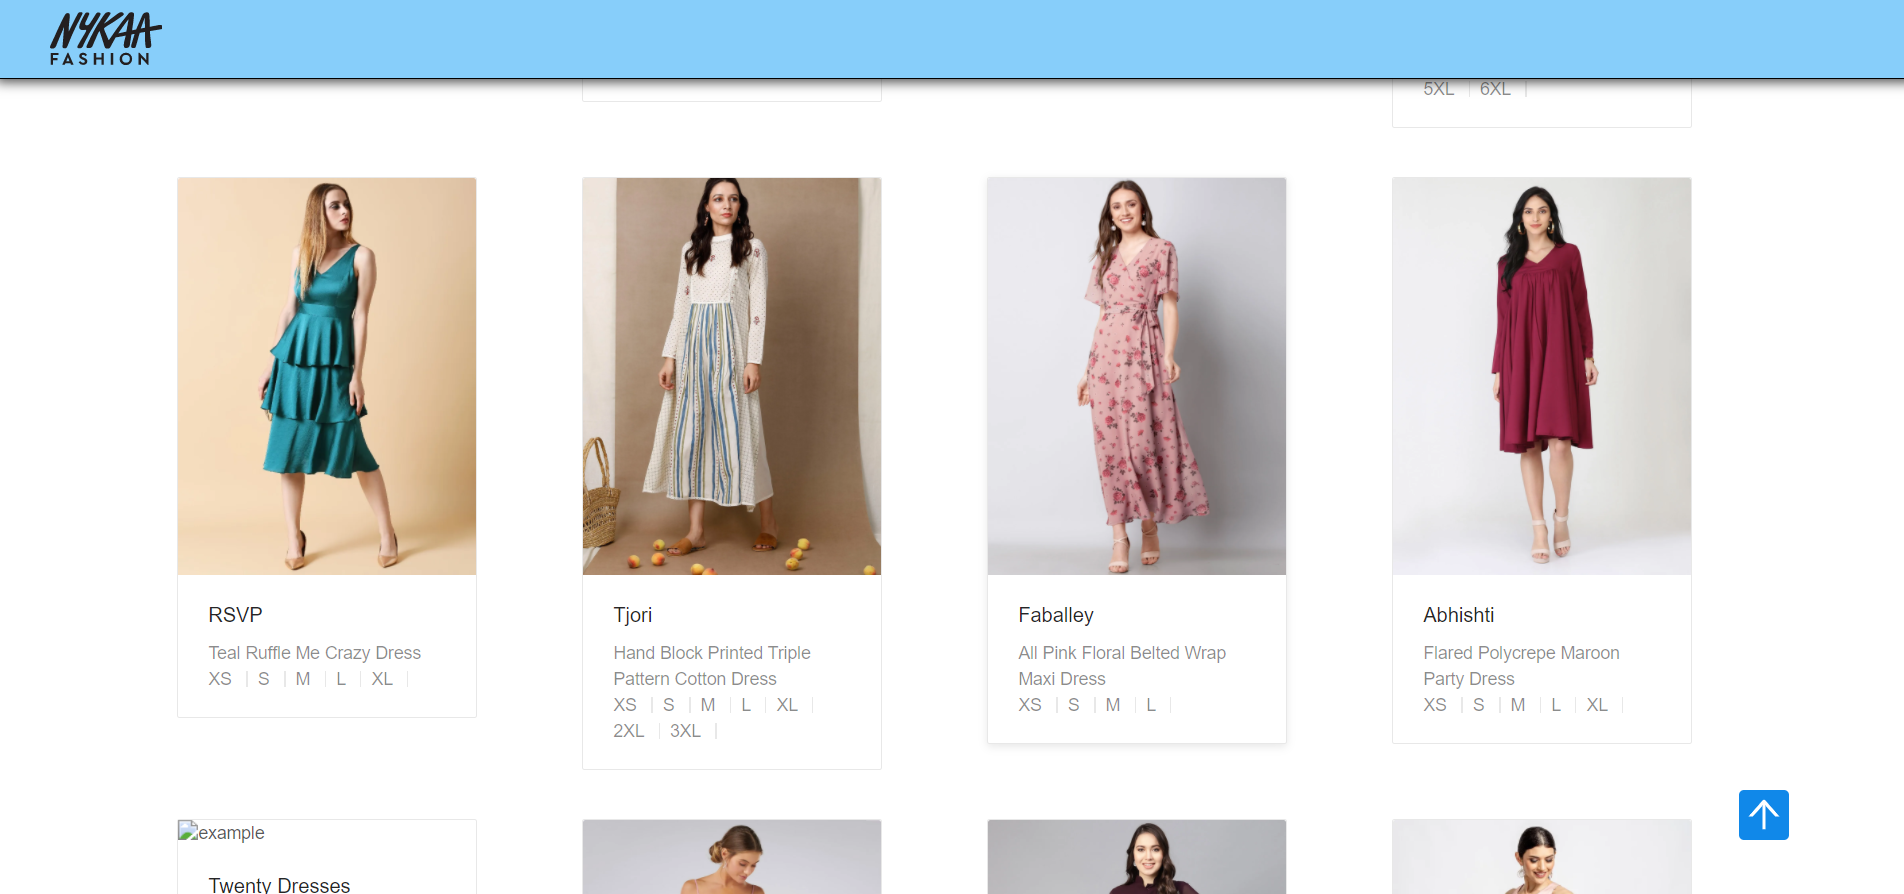 NYKAA
FASHION
5XL | 6XL |
RSVP
Teal Ruffle Me Crazy Dress
XS | S | M | L | XL |
Tjori
Hand Block Printed Triple
Pattern Cotton Dress
XS | S | M | L | XL |
2XL | 3XL |
Faballey
All Pink Floral Belted Wrap
Maxi Dress
XS | S | M | L |
Abhishti
Flared Polycrepe Maroon
Party Dress
XS | S | M | L | XL |
example
Twenty Dresses